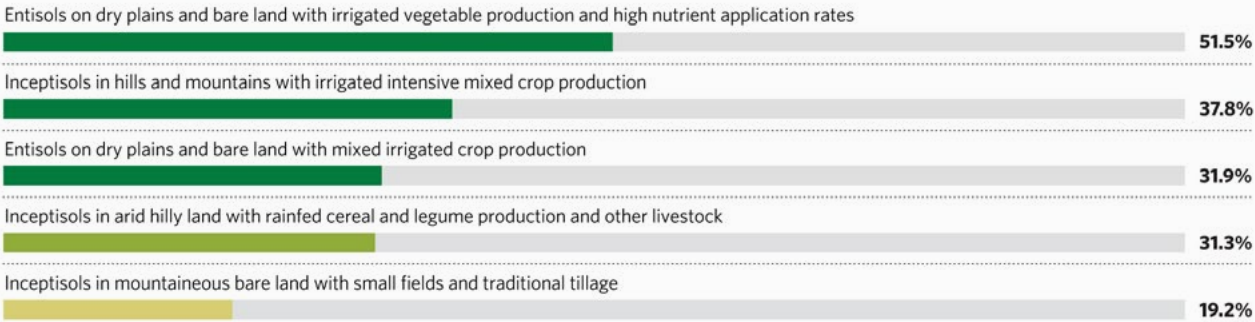 Entisols on dry plains and bare land with irrigated vegetable production and high nutrient application rates
51.5%
Inceptisols in hills and mountains with irrigated intensive mixed crop production
37.8%
Entisols on dry plains and bare land with mixed irrigated crop production
31.9%
Inceptisols in arid hilly land with rainfed cereal and legume production and other livestock
31.3%
Inceptisols in mountaineous bare land with small fields and traditional tillage
19.2%